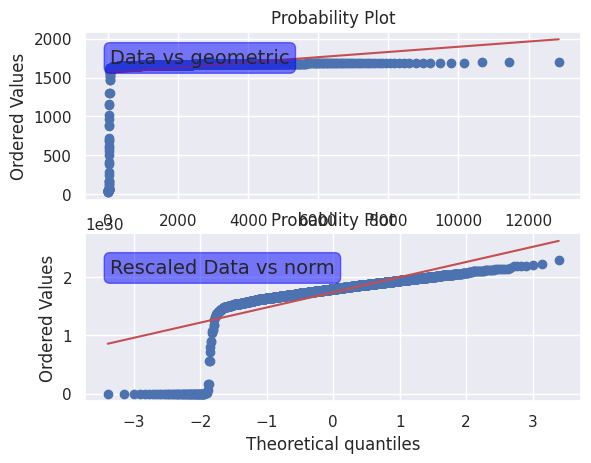 Probability Plot
Data vs geometric
Ordered Values
2000
1500
1000
500
0
0 2000 4000 6000 8000 10000 12000
1e30
Probability Plot
Rescaled Data vs norm
Ordered Values
2
1
0
−3 −2 −1 0 1 2 3
Theoretical quantiles